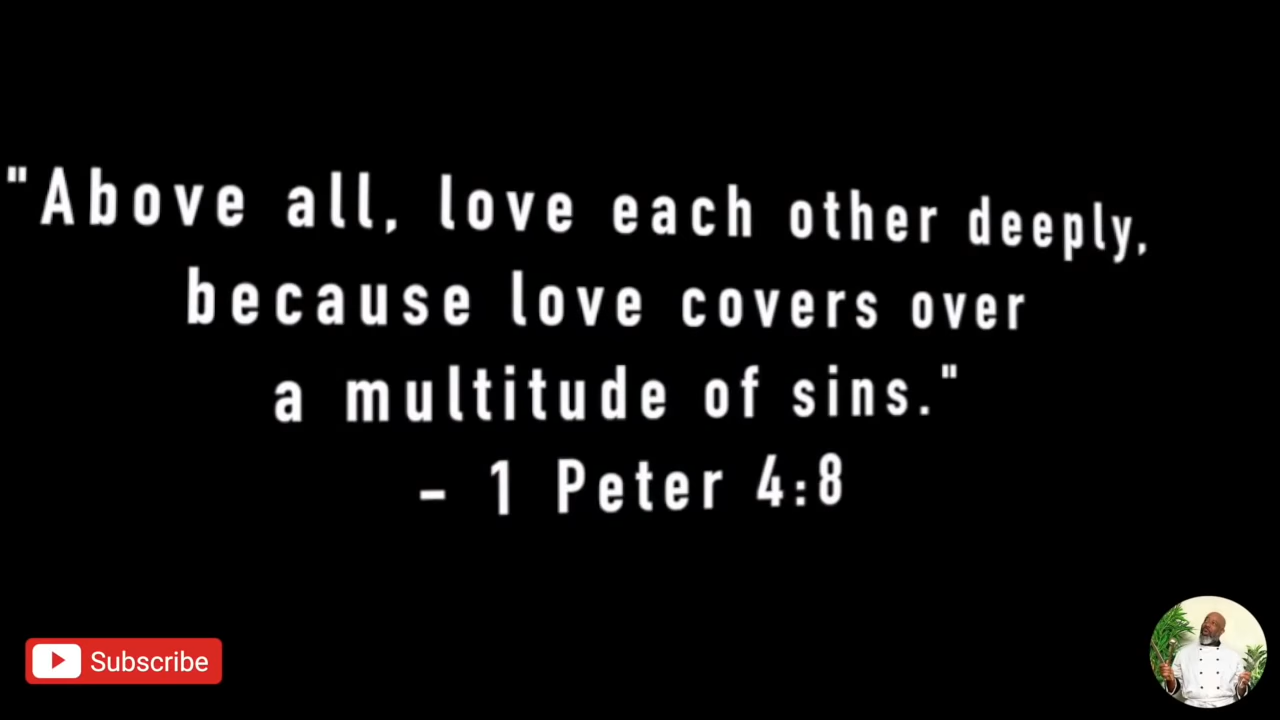 "Above all, love each other deeply,
because love covers over
a multitude of sins."
- 1 Peter 4:8
Subscribe